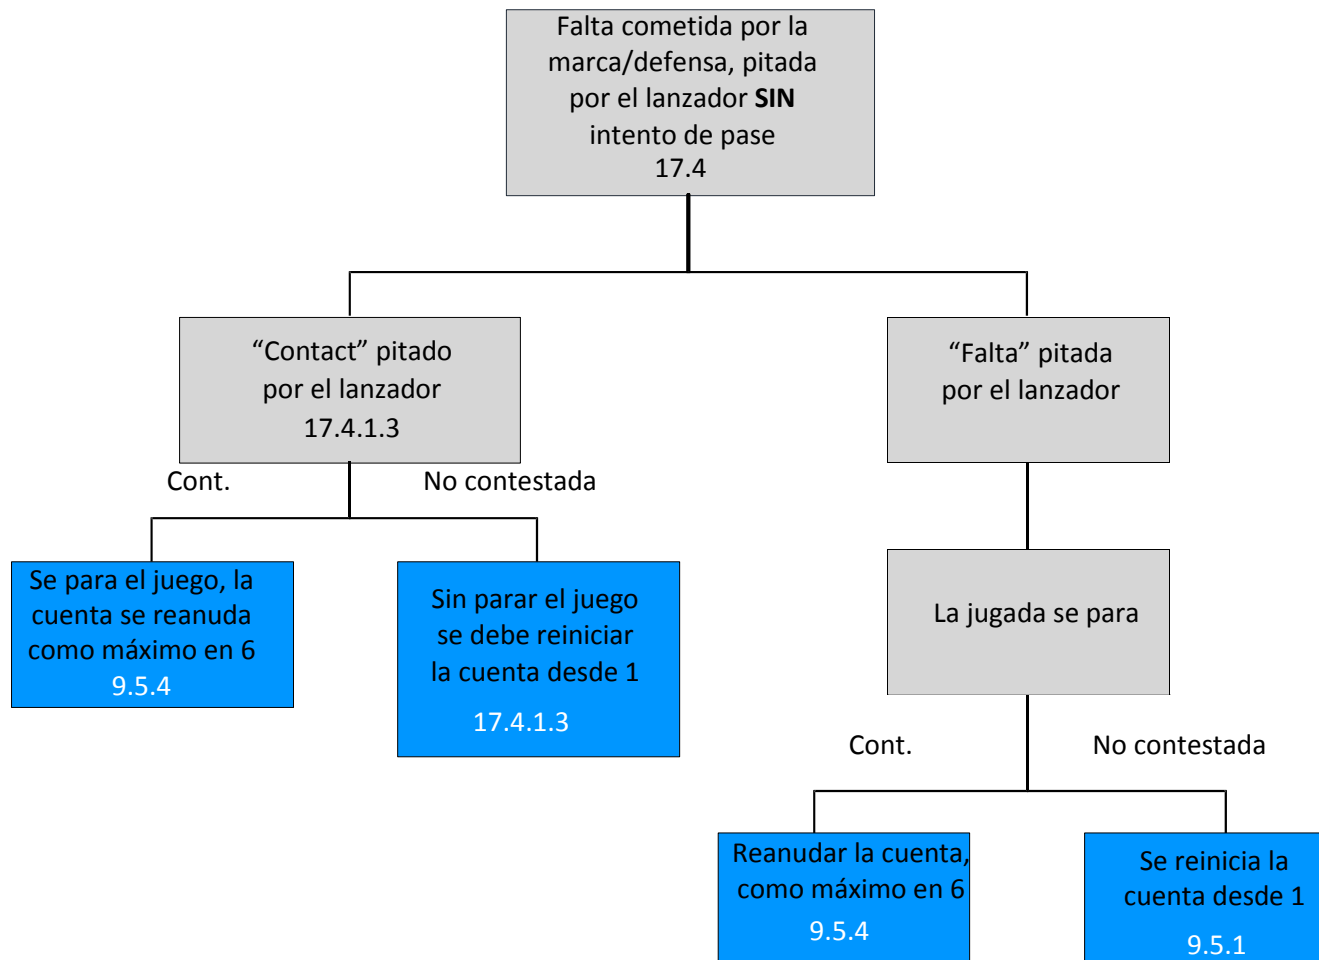 Falta cometida por la
marca/defensa, pitada
por el lanzador SIN
intento de pase
17.4
“Contact” pitado
por el lanzador
17.4.1.3
“Falta” pitada
por el lanzador
Cont.
No contestada
Se para el juego, la
cuenta se reanuda
como máximo en 6
9.5.4
Sin parar el juego
se debe reiniciar
la cuenta desde 1
17.4.1.3
La jugada se para
Cont.
No contestada
Reanudar la cuenta,
como máximo en 6
9.5.4
Se reinicia la
cuenta desde 1
9.5.1